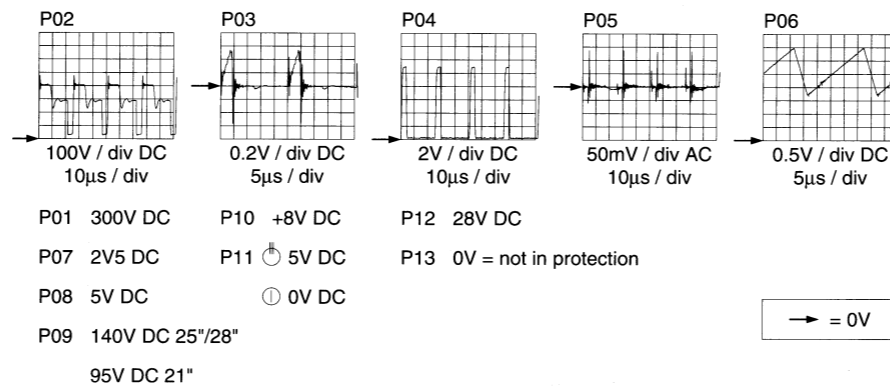 P02 P03 P04 P05 P06
100V / div DC 0.2V / div DC 2V / div DC 50mV / div AC 0.5V / div DC
10μs / div 5μs / div 10μs / div 10μs / div 5μs / div
P01 300V DC P10 +8V DC P12 28V DC
P07 2V5 DC P11 5V DC P13 0V = not in protection
P08 5V DC 0V DC
P09 140V DC 25"/28"
= 0V
95V DC 21"